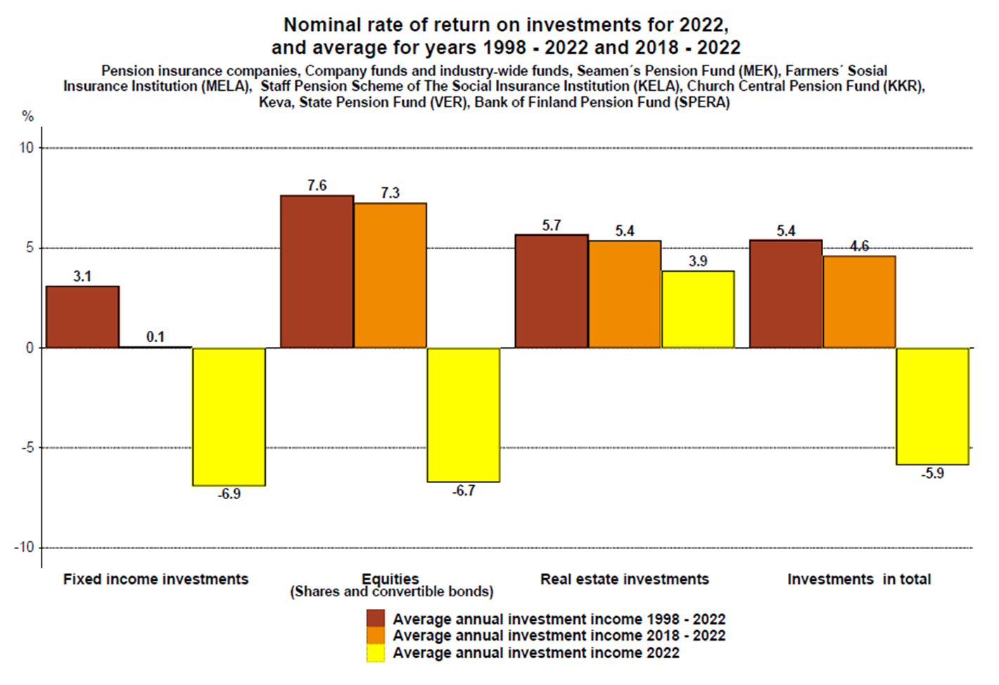 Nominal rate of return on investments for 2022,
and average for years 1998 - 2022 and 2018 - 2022
Pension insurance companies, Company funds and industry-wide funds, Seamen´s Pension Fund (MEK), Farmers´ Sosial
Insurance Institution (MELA), Staff Pension Scheme of The Social Insurance Institution (KELA), Church Central Pension Fund (KKR),
Keva, State Pension Fund (VER), Bank of Finland Pension Fund (SPERA)
%
10
5
0
-5
-10
3.1
0.1
-6.9
7.6
7.3
-6.7
5.7
5.4
3.9
5.4
4.6
-5.9
Fixed income investments
Equities
(Shares and convertible bonds)
Real estate investments
Investments in total
Average annual investment income 1998 - 2022
Average annual investment income 2018 - 2022
Average annual investment income 2022